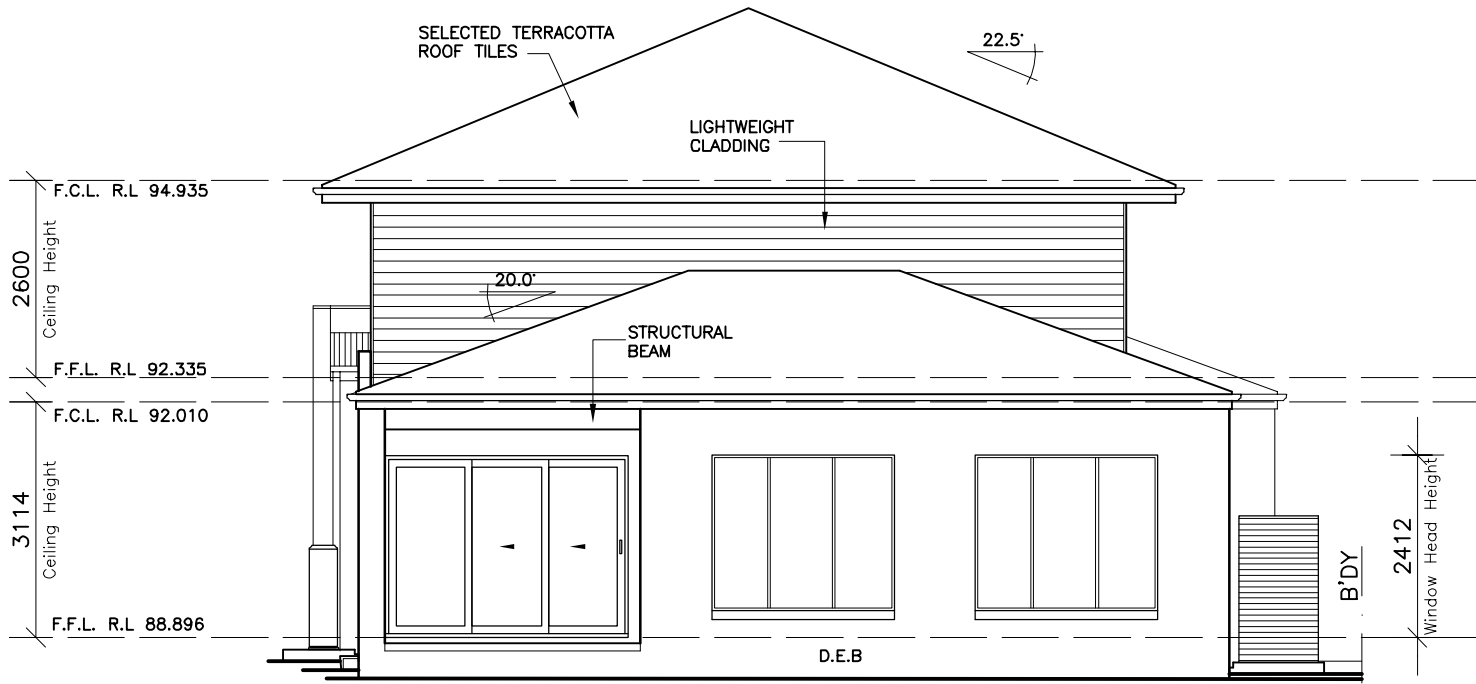 SELECTED TERRACOTTA
ROOF TILES
22.5°
LIGHTWEIGHT
CLADDING
F.C.L. R.L 94.935
2600
Ceiling Height
20.0°
STRUCTURAL
BEAM
F.F.L. R.L 92.335
F.C.L. R.L 92.010
3114
Ceiling Height
2412
Window Head Height
B'DY
F.F.L. R.L 88.896
D.E.B